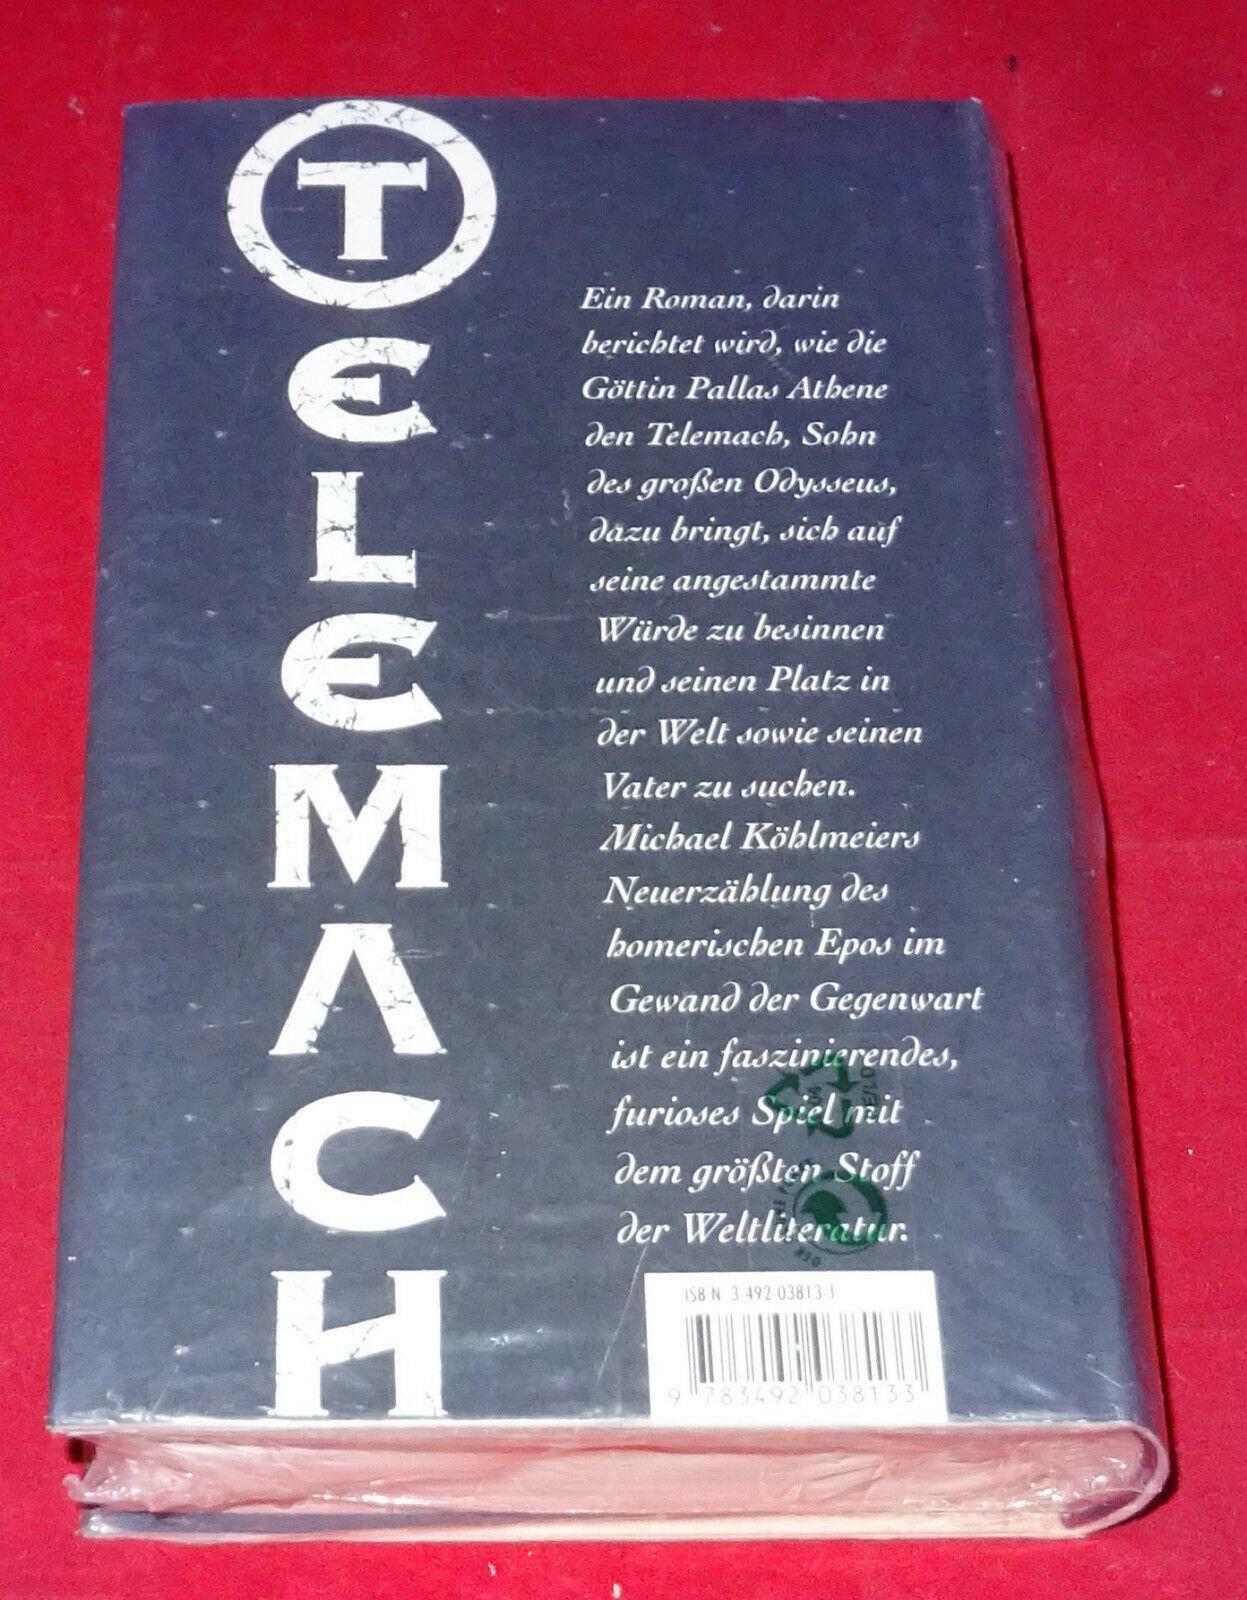 TELEMACH
Ein Roman, darin
berichtet wird, wie die
Göttin Pallas Athene
den Telemach, Sohn
des großen Odysseus,
dazu bringt, sich auf
seine angestammte
Würde zu besinnen
und seinen Platz in
der Welt sowie seinen
Vater zu suchen.
Michael Köhlmeiers
Neuerzählung des
homerischen Epos im
Gewand der Gegenwart
ist ein faszinierendes,
furioses Spiel mit
dem größten Stoff
der Weltliteratur.
ISBN 3-492-03813-1
9 783492 038133